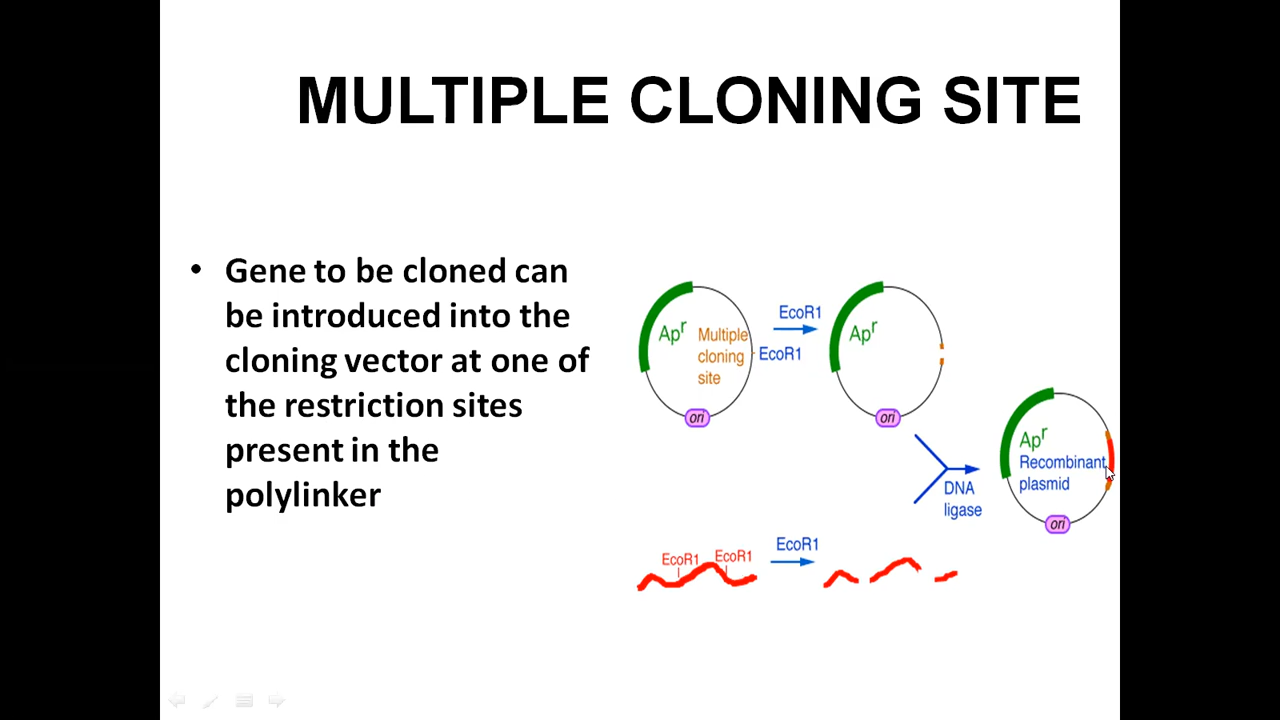 MULTIPLE CLONING SITE
• Gene to be cloned can
be introduced into the
cloning vector at one of
the restriction sites
present in the
polylinker
Apr
Multiple
cloning
site
EcoR1
ori
EcoR1
Apr
ori
DNA
ligase
Apr
Recombinant
plasmid
ori
EcoR1
EcoR1
EcoR1